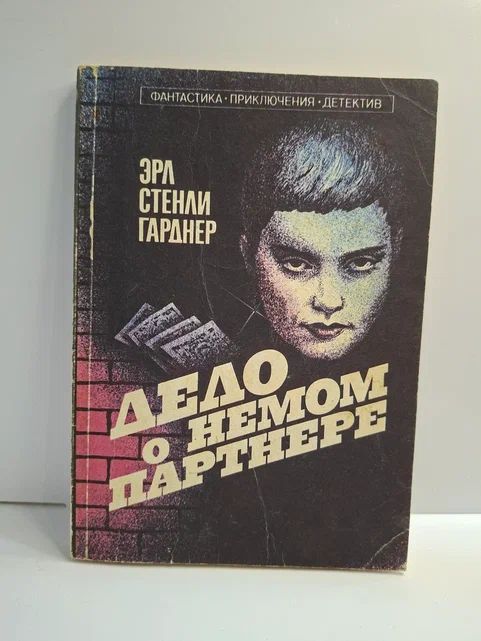 ФАНТАСТИКА • ПРИКЛЮЧЕНИЯ • ДЕТЕКТИВ
ЭРЛ
СТЕНЛИ
ГАРДНЕР
ДЕЛО
О НЕМОМ
ПАРТНЕРЕ